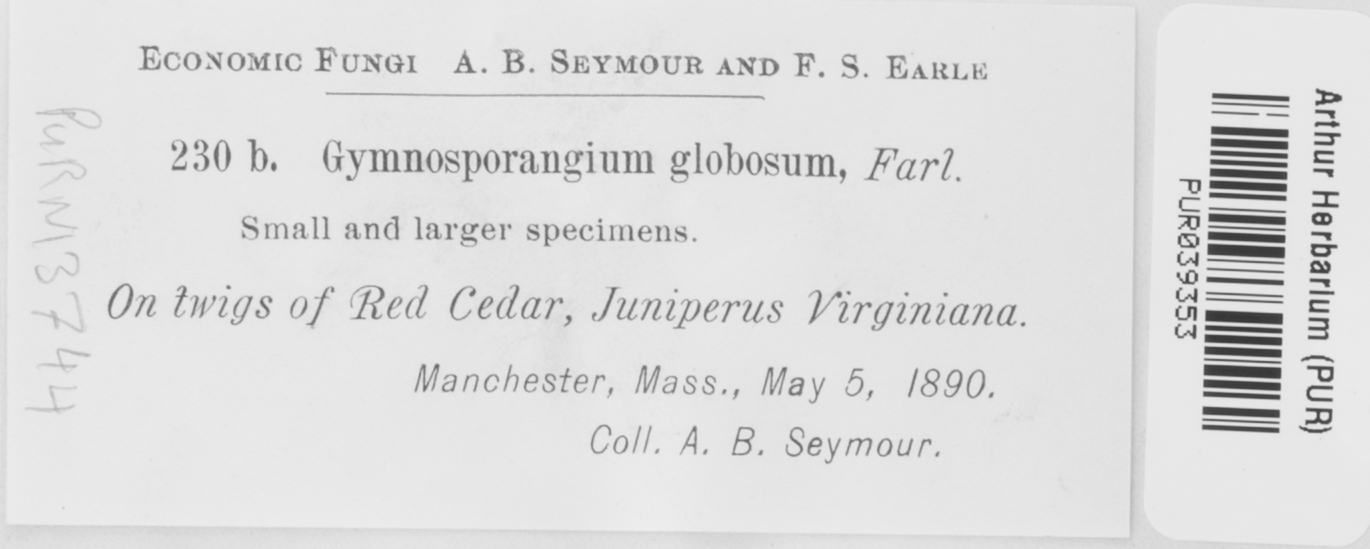 ECONOMIC FUNGI A. B. SEYMOUR AND F. S. EARLE
230 b. Gymnosporangium globosum, Farl.
Small and larger specimens.
On twigs of Red Cedar, Juniperus Virginiana.
Manchester, Mass., May 5, 1890.
Coll. A. B. Seymour.
PURN3744
PUR039353
Arthur Herbarium (PUR)